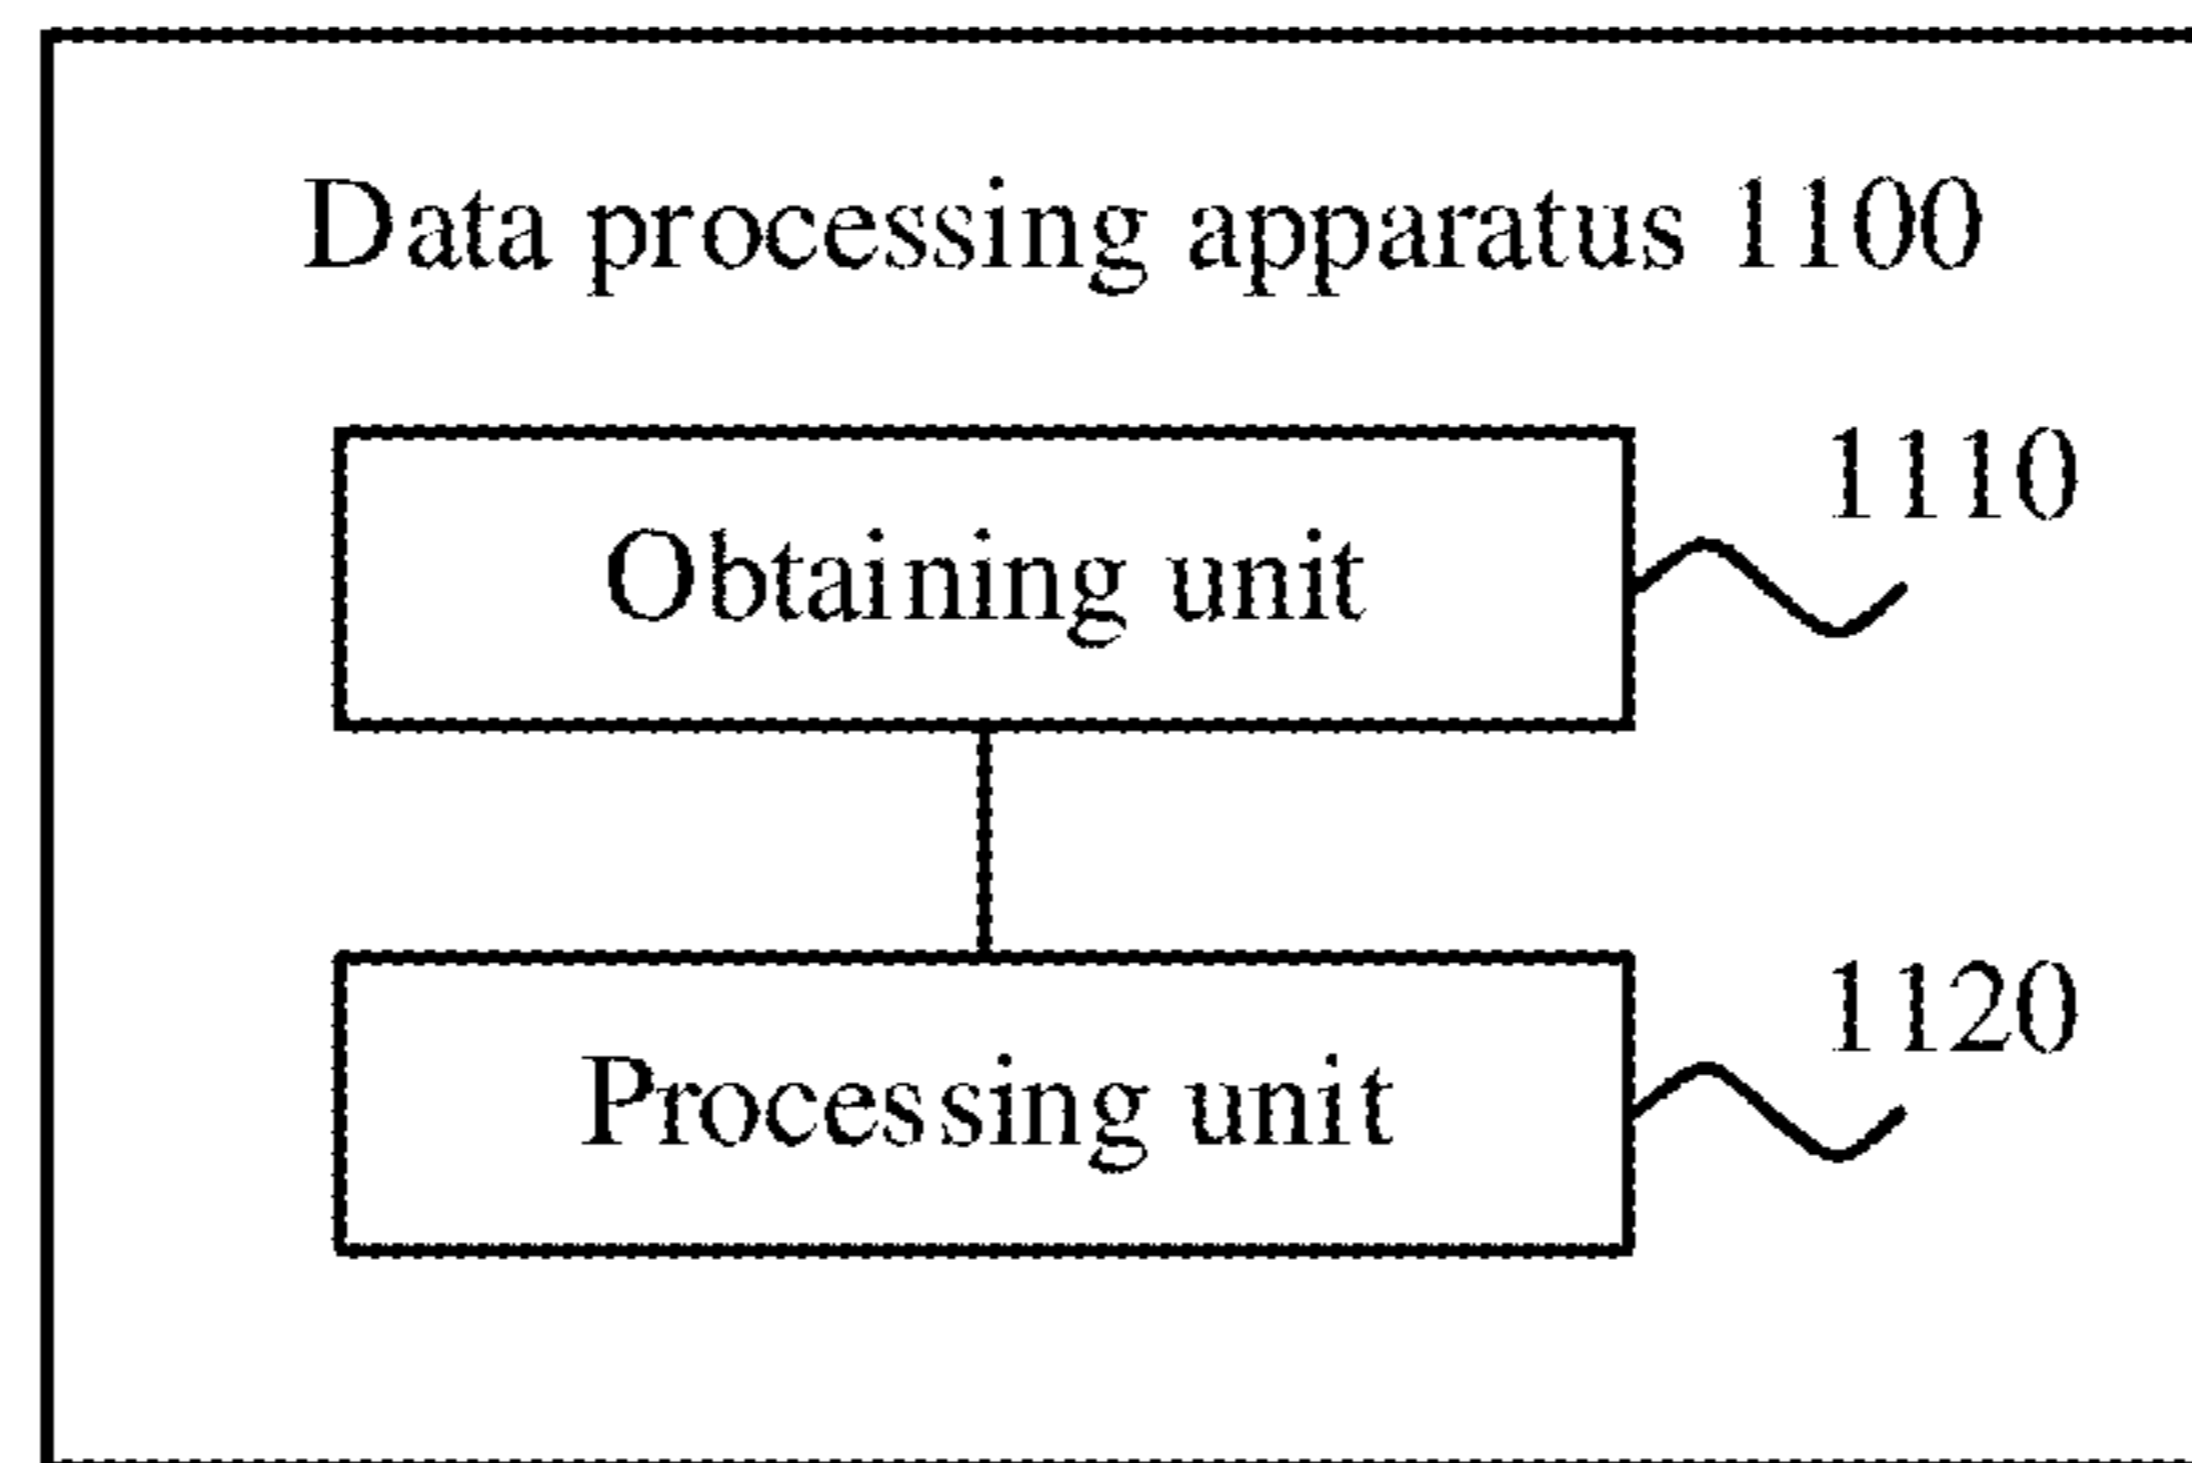 Data processing apparatus 1100
1110
Obtaining unit
1120
Processing unit